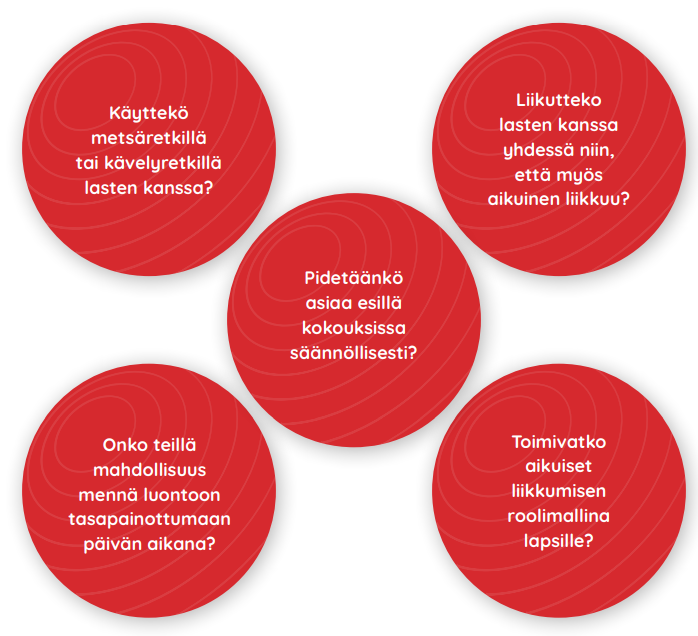 Käyttekö
metsäretkillä
tai kävelyretkillä
lasten kanssa?
Liikutteko
lasten kanssa
yhdessä niin,
että myös
aikuinen liikkuu?
Pidetäänkö
asiaa esillä
kokouksissa
säännöllisesti?
Onko teillä
mahdollisuus
mennä luontoon
tasapainottumaan
päivän aikana?
Toimivatko
aikuiset
liikkumisen
roolimallina
lapsille?